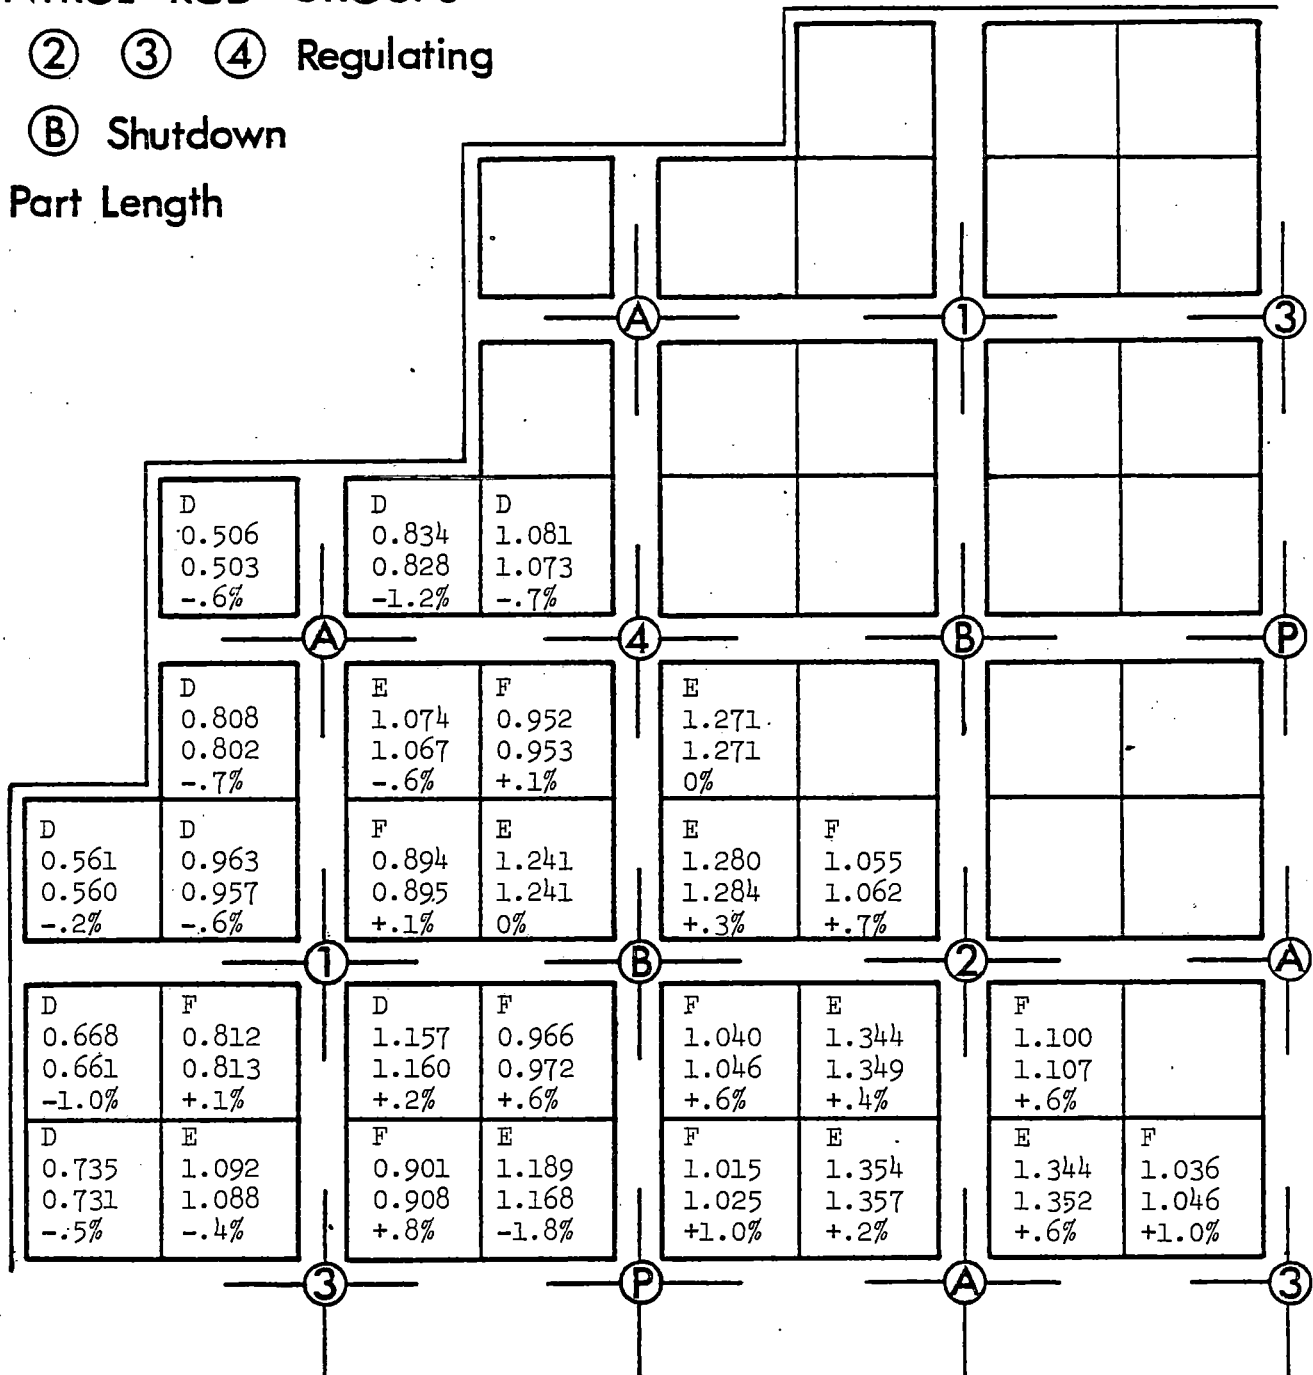 ② ③ ④ Regulating
Ⓑ Shutdown
Part Length
A 1 3
D D D
0.506 0.834 1.081
0.503 0.828 1.073
-.6% -1.2% -.7%
A 4 B P
D E F E
0.808 1.074 0.952 1.271
0.802 1.067 0.953 1.271
-.7% -.6% +.1% 0%
D D F E E F
0.561 0.963 0.894 1.241 1.280 1.055
0.560 0.957 0.895 1.241 1.284 1.062
-.2% -.6% +.1% 0% +.3% +.7%
1 B 2 A
D F D F F E F
0.668 0.812 1.157 0.966 1.040 1.344 1.100
0.661 0.813 1.160 0.972 1.046 1.349 1.107
-1.0% +.1% +.2% +.6% +.6% +.4% +.6%
D E F E F E E F
0.735 1.092 0.901 1.189 1.015 1.354 1.344 1.036
0.731 1.088 0.908 1.168 1.025 1.357 1.352 1.046
-.5% -.4% +.8% -1.8% +1.0% +.2% +.6% +1.0%
3 P A 3